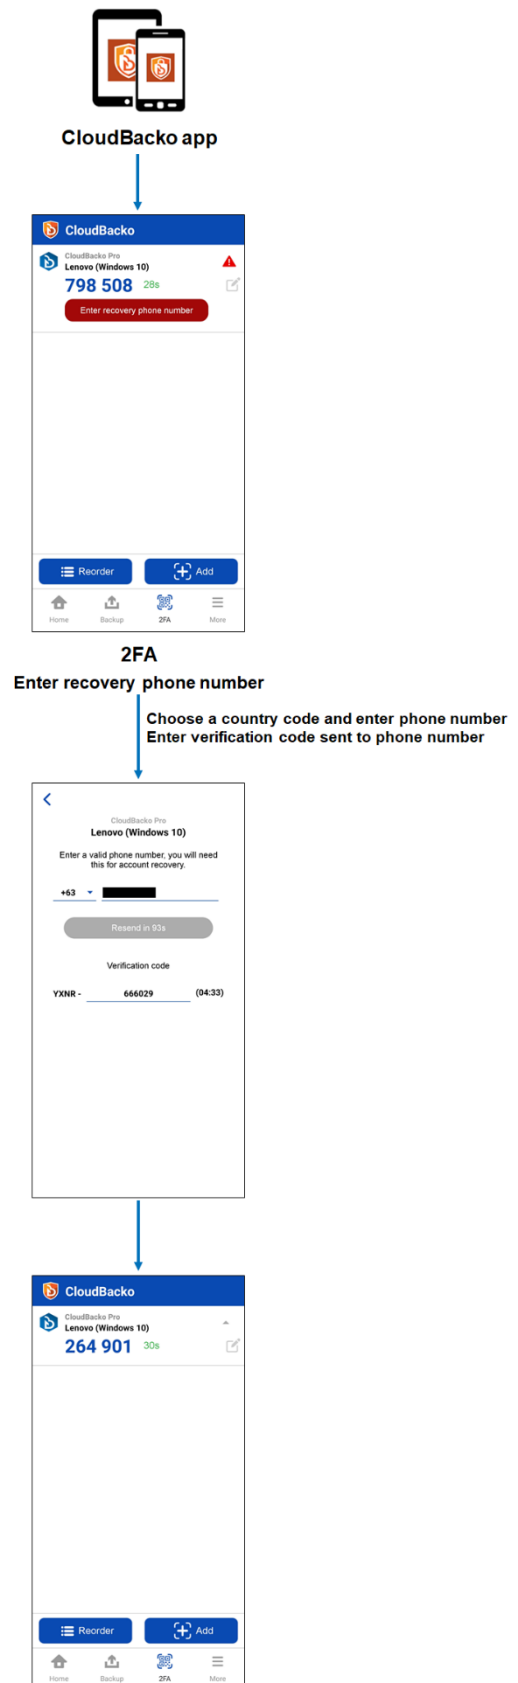 CloudBacko app
CloudBacko
CloudBacko Pro
Lenovo (Windows 10)
798 508 28s
Enter recovery phone number
Reorder Add
Home Backup 2FA More
2FA
Enter recovery phone number
Choose a country code and enter phone number
Enter verification code sent to phone number
CloudBacko Pro
Lenovo (Windows 10)
Enter a valid phone number, you will need
this for account recovery.
+63
Resend in 93s
Verification code
YXNR - 666029 (04:33)
CloudBacko
CloudBacko Pro
Lenovo (Windows 10)
264 901 30s
Reorder Add
Home Backup 2FA More